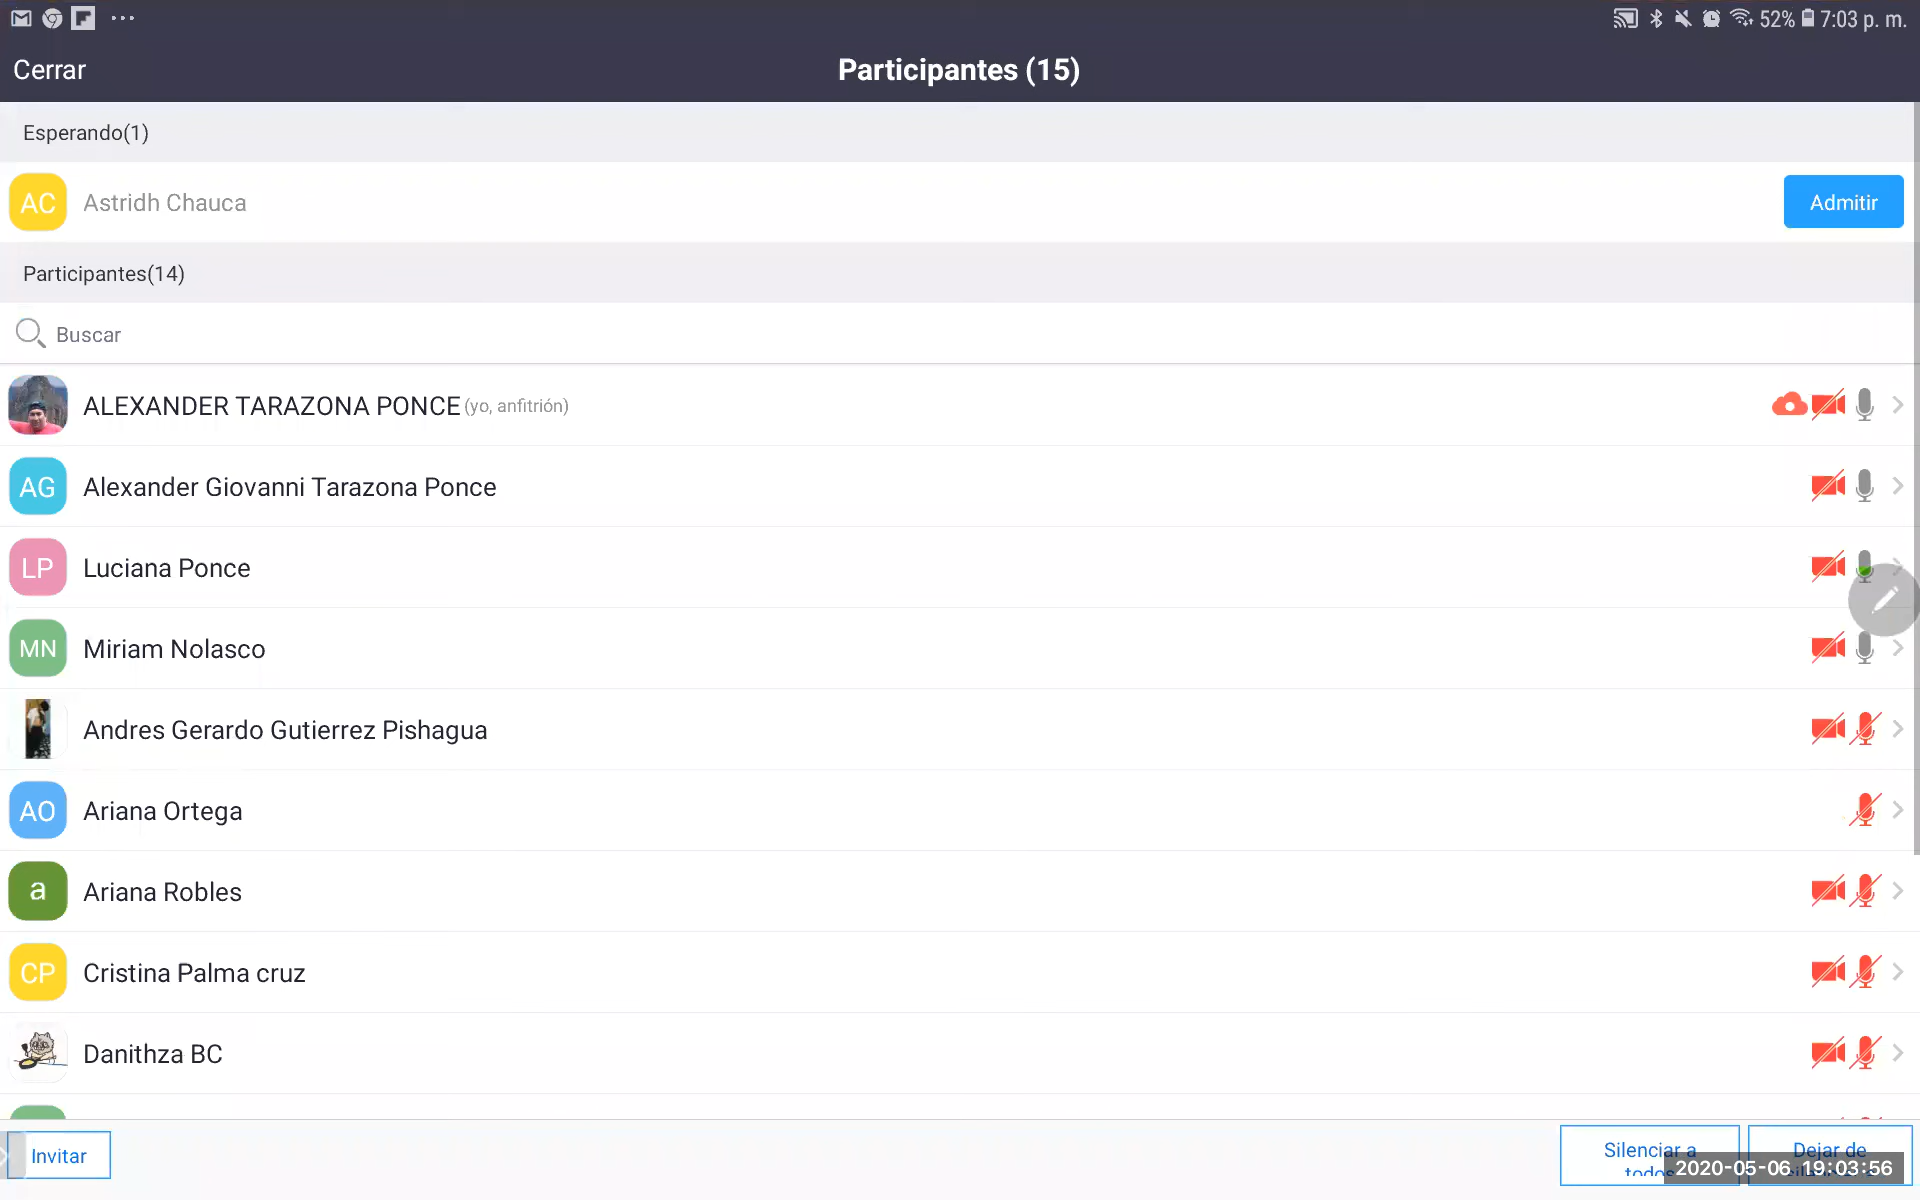 52% 7:03 p. m.
Cerrar
Participantes (15)
Esperando(1)
AC Astridh Chauca Admitir
Participantes(14)
Buscar
ALEXANDER TARAZONA PONCE (yo, anfitrión)
AG Alexander Giovanni Tarazona Ponce
LP Luciana Ponce
MN Miriam Nolasco
Andres Gerardo Gutierrez Pishagua
AO Ariana Ortega
a Ariana Robles
CP Cristina Palma cruz
Danithza BC
Invitar
Silenciar a
todos
Dejar de
2020-05-06 19:03:56